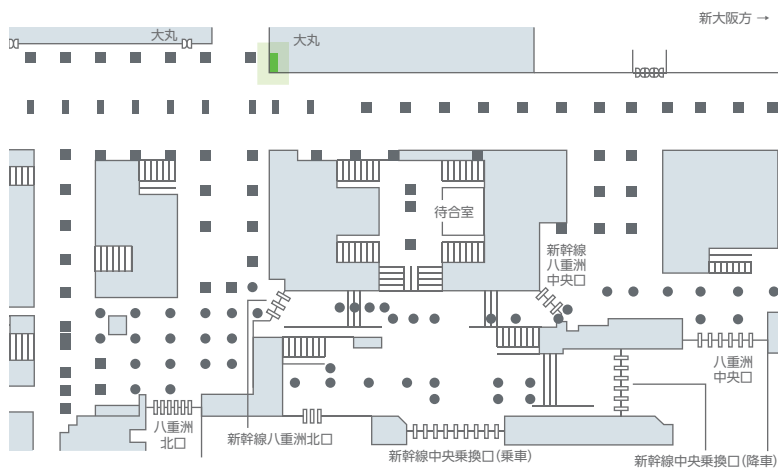 新大阪方 →
大丸
大丸
待合室
新幹線
八重洲
中央口
八重洲
中央口
八重洲
北口
新幹線八重洲北口
新幹線中央乗換口(乗車)
新幹線中央乗換口(降車)